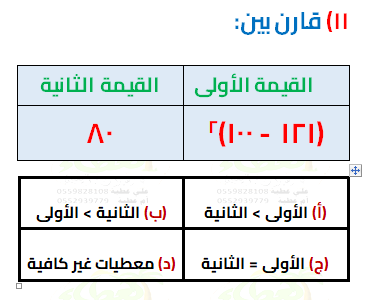 ١١) قارن بين:
القيمة الأولى القيمة الثانية
(١٢١ - ١٠٠)² ٨٠
(أ) الأولى > الثانية (ب) الثانية > الأولى
(ج) الأولى = الثانية (د) معطيات غير كافية